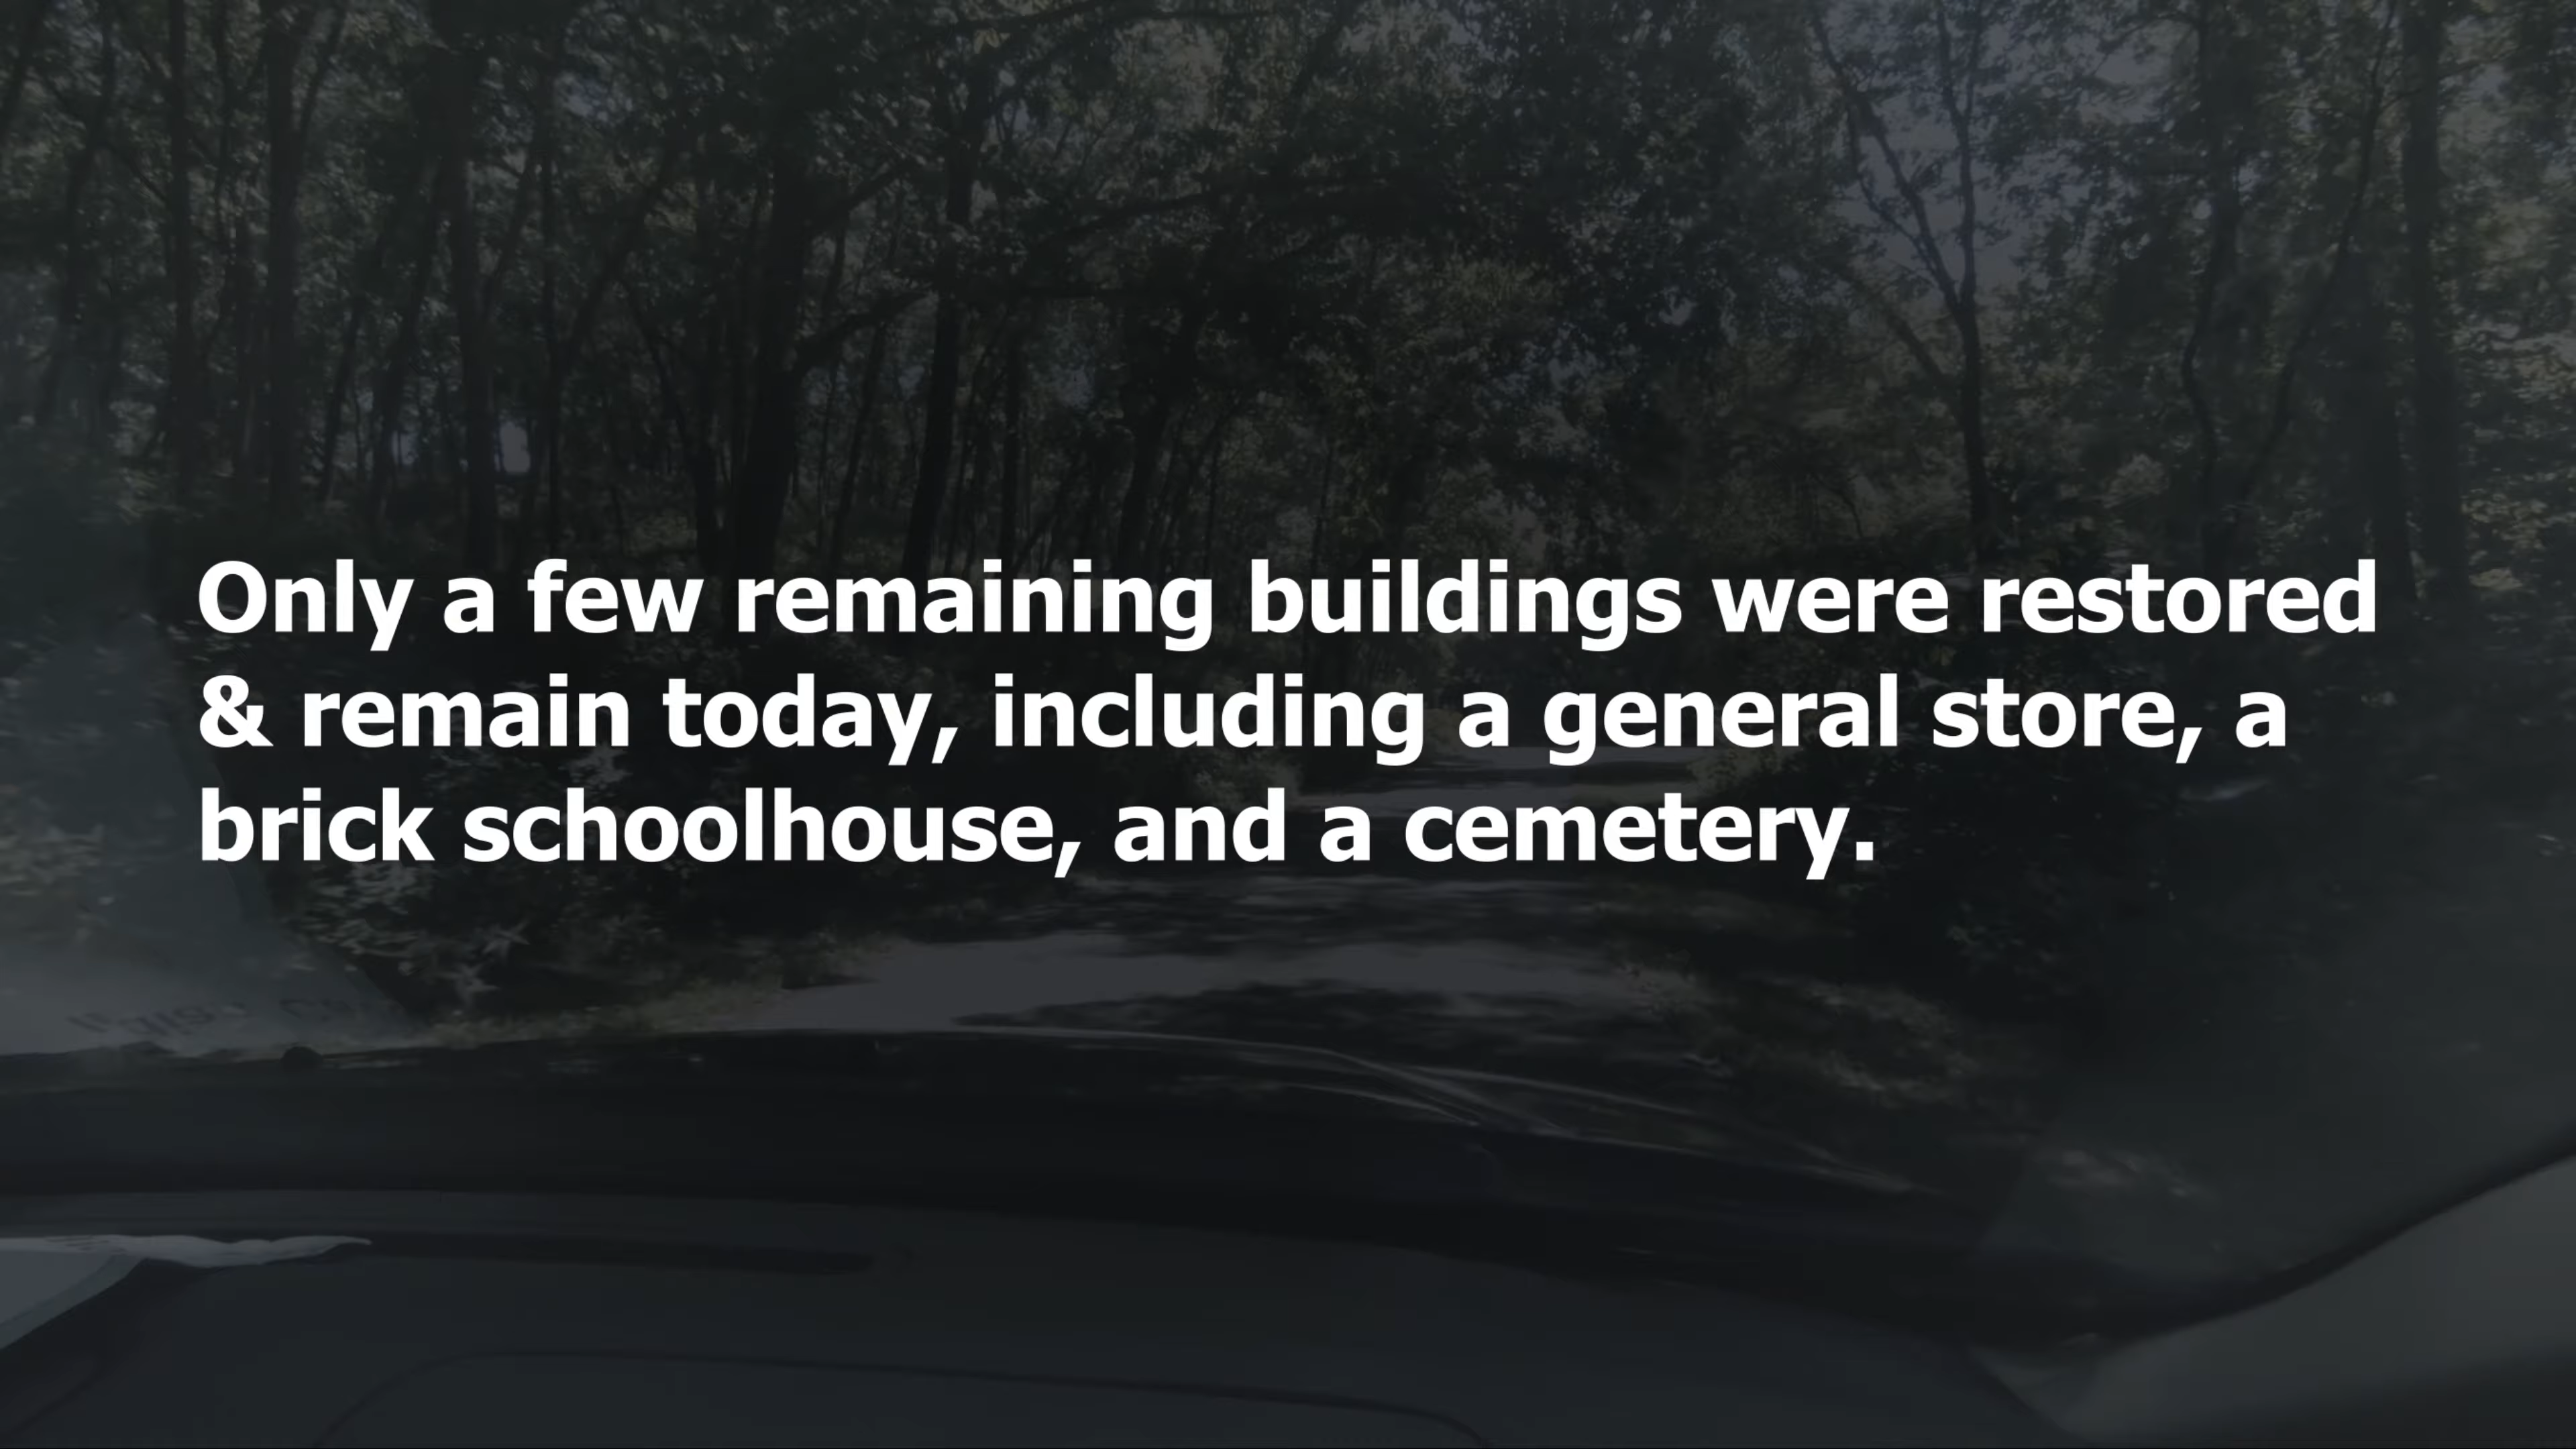 Only a few remaining buildings were restored
& remain today, including a general store, a
brick schoolhouse, and a cemetery.